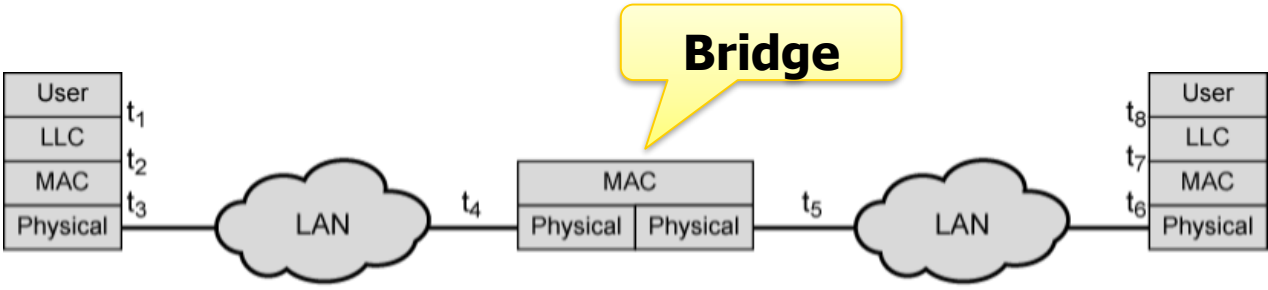 Bridge
User
t1
LLC
t2
MAC
t3
Physical
LAN
t4
MAC
Physical Physical
t5
LAN
User
t8
LLC
t7
MAC
t6
Physical